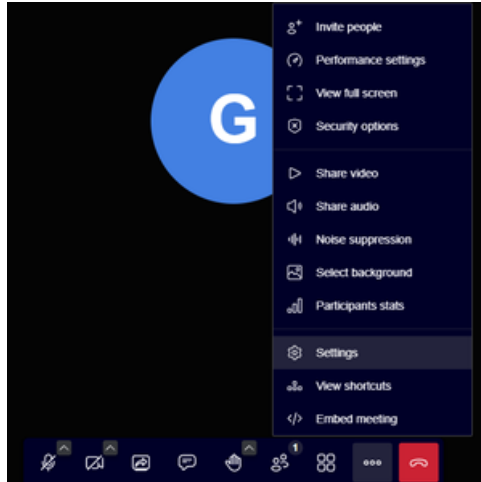 G
Invite people
Performance settings
View full screen
Security options
Share video
Share audio
Noise suppression
Select background
Participants stats
Settings
View shortcuts
Embed meeting
1